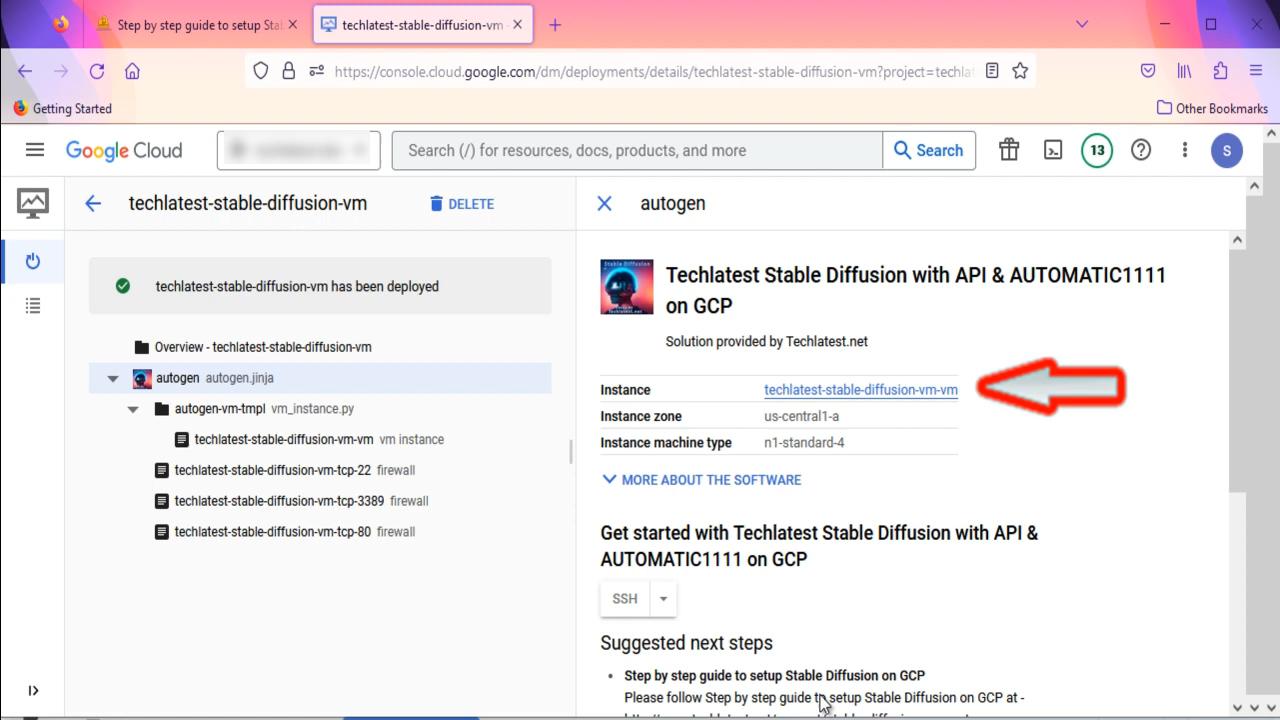 Step by step guide to setup Sta
techlatest-stable-diffusion-vm
https://console.cloud.google.com/dm/deployments/details/techlatest-stable-diffusion-vm?project=techla
Getting Started
Other Bookmarks
Google Cloud
Search (/) for resources, docs, products, and more
Search
13
S
techlatest-stable-diffusion-vm
DELETE
autogen
techlatest-stable-diffusion-vm has been deployed
Overview - techlatest-stable-diffusion-vm
autogen autogen.jinja
autogen-vm-tmpl vm_instance.py
techlatest-stable-diffusion-vm-vm vm instance
techlatest-stable-diffusion-vm-tcp-22 firewall
techlatest-stable-diffusion-vm-tcp-3389 firewall
techlatest-stable-diffusion-vm-tcp-80 firewall
Stable Diffusion
Techlatest.net
Techlatest Stable Diffusion with API & AUTOMATIC1111
on GCP
Solution provided by Techlatest.net
Instance techlatest-stable-diffusion-vm-vm
Instance zone us-central1-a
Instance machine type n1-standard-4
MORE ABOUT THE SOFTWARE
Get started with Techlatest Stable Diffusion with API &
AUTOMATIC1111 on GCP
SSH
Suggested next steps
• Step by step guide to setup Stable Diffusion on GCP
Please follow Step by step guide to setup Stable Diffusion on GCP at -